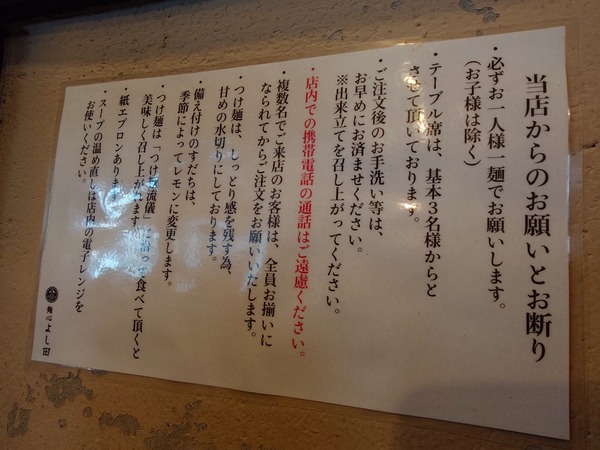 当店からのお願いとお断り
・必ずお一人様一麺でお願いします。
(お子様は除く)
・テーブル席は、基本3名様からと
させて頂いております。
・ご注文後のお手洗い等は、
お早めにお済ませください。
※出来立てを召し上がってください。
・店内での携帯電話の通話はご遠慮ください。
・複数名でご来店のお客様は、全員お揃いに
なられてからご注文をお願いいたします。
・つけ麺は、しっとり感を残す為、
甘めの水切りにしております。
・備え付けのすだちは、
季節によってレモンに変更します。
・つけ麺は「つけ麺流儀」に沿って食べて頂くと
美味しく召し上がれます。
・紙エプロンあります。
・スープの温め直しは店内の電子レンジを
お使いください。
麺心 よし田